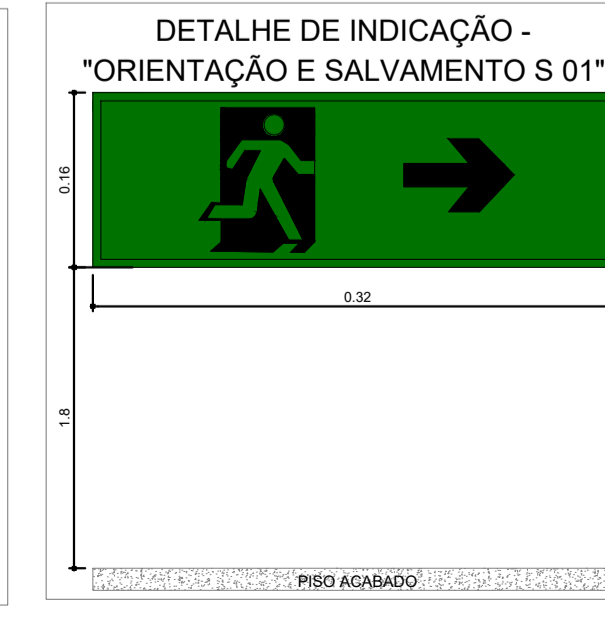 DETALHE DE INDICAÇÃO -
"ORIENTAÇÃO E SALVAMENTO S 01"
0.16
0.32
1.8
PISO ACABADO